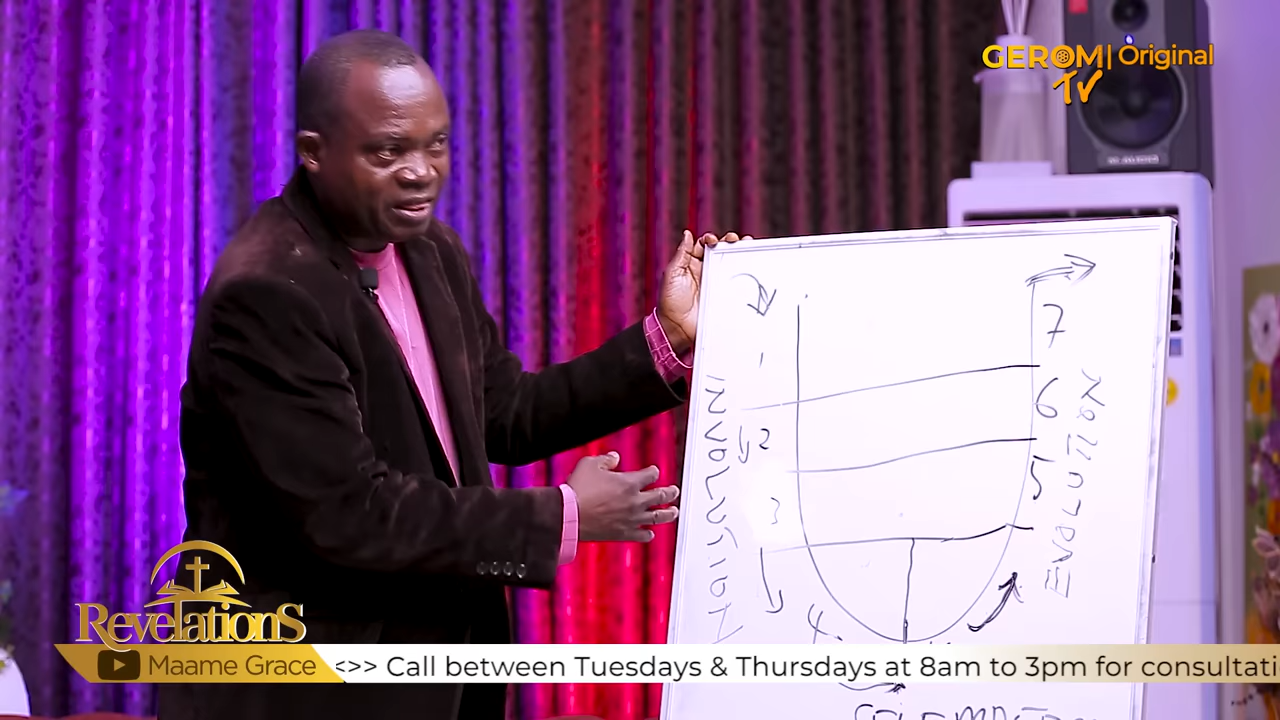 GEROM TV | Original
M-AUDIO
1
2
3
4
7
6
5
EVOLUTION
Revelations
Maame Grace
<>> Call between Tuesdays & Thursdays at 8am to 3pm for consultati